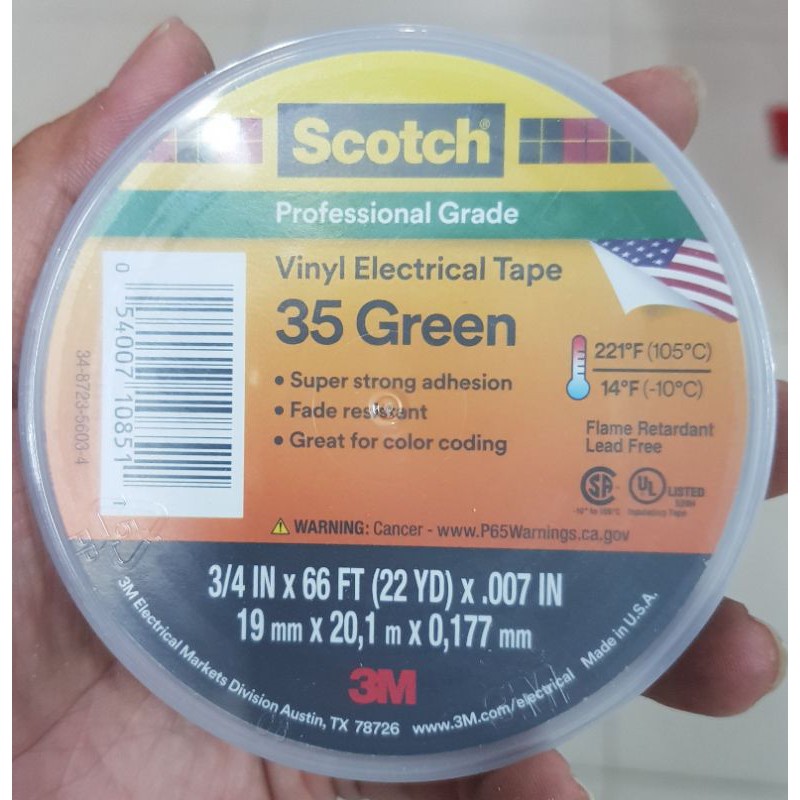 Scotch®
Professional Grade
Vinyl Electrical Tape
35 Green
• Super strong adhesion
• Fade resistant
• Great for color coding
221°F (105°C)
14°F (-10°C)
Flame Retardant
Lead Free
SA
UL LISTED
0 54007 10851 1
34-8723-5603-4
WARNING: Cancer - www.P65Warnings.ca.gov
3/4 IN x 66 FT (22 YD) x .007 IN
19 mm x 20,1 m x 0,177 mm
3M
3M Electrical Markets Division Austin, TX 78726 www.3M.com/electrical Made in U.S.A.